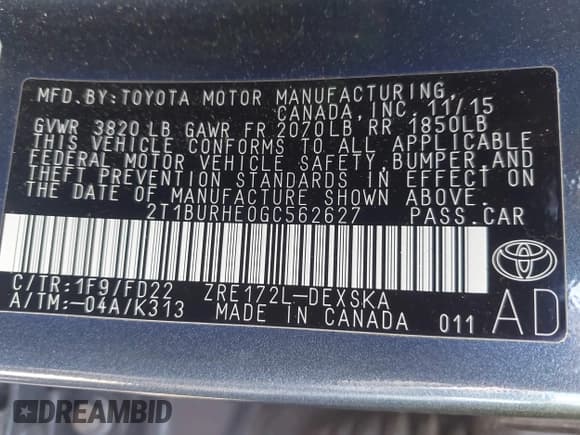 MFD. BY: TOYOTA MOTOR MANUFACTURING,
CANADA, INC. 11/15
GVWR 3820 LB GAWR FR 2070LB, RR 1850LB
THIS VEHICLE CONFORMS TO ALL APPLICABLE
FEDERAL MOTOR VEHICLE SAFETY, BUMPER, AND
THEFT PREVENTION STANDARDS IN EFFECT ON
THE DATE OF MANUFACTURE SHOWN ABOVE.
2T1BURHE0GC562627 PASS.CAR
C/TR: 1F9/FD22 ZRE172L-DEXSKA
A/TM: -04A/K313 MADE IN CANADA 011 AD
DREAMBID